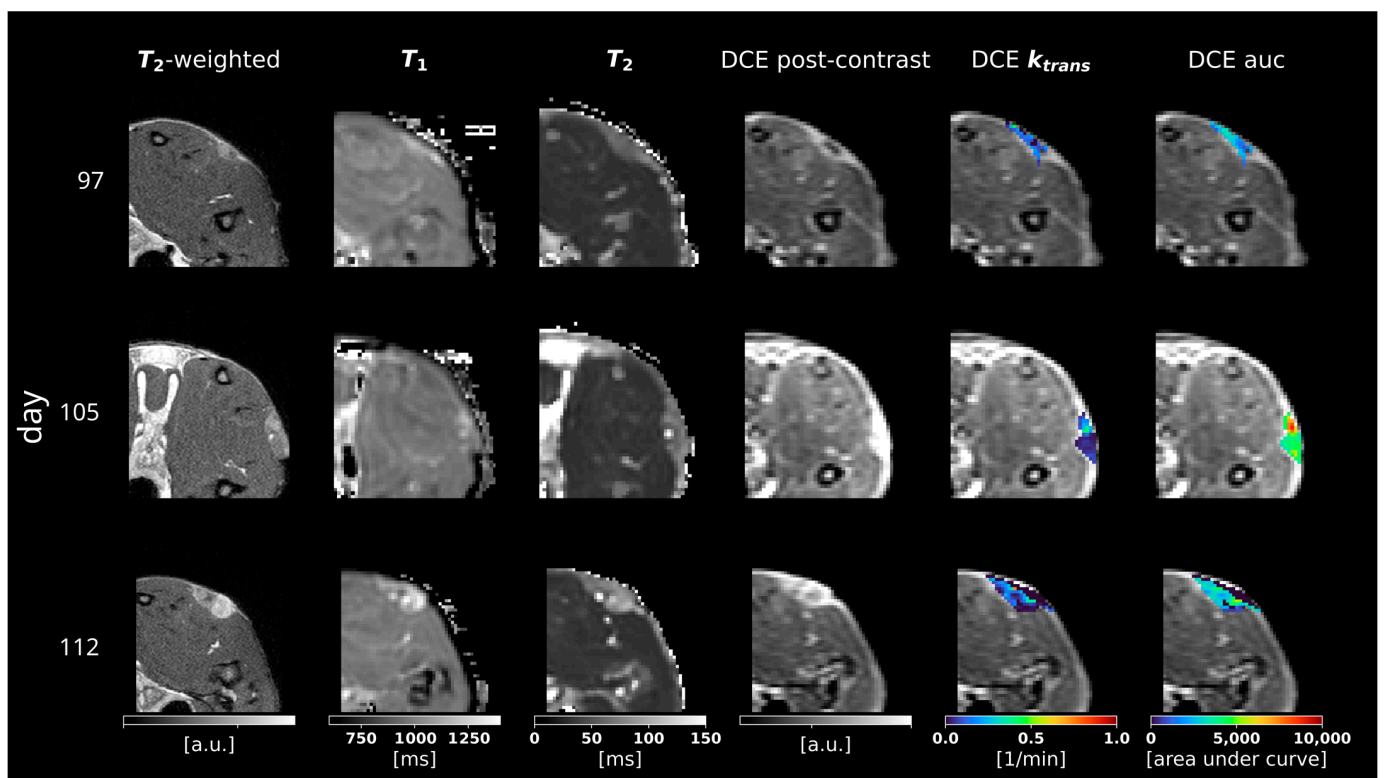 T2-weighted
T1
T2
DCE post-contrast
DCE ktrans
DCE auc
97
day
105
112
[a.u.]
750 1000 1250
[ms]
0 50 100 150
[ms]
[a.u.]
0.0 0.5 1.0
[1/min]
0 5,000 10,000
[area under curve]